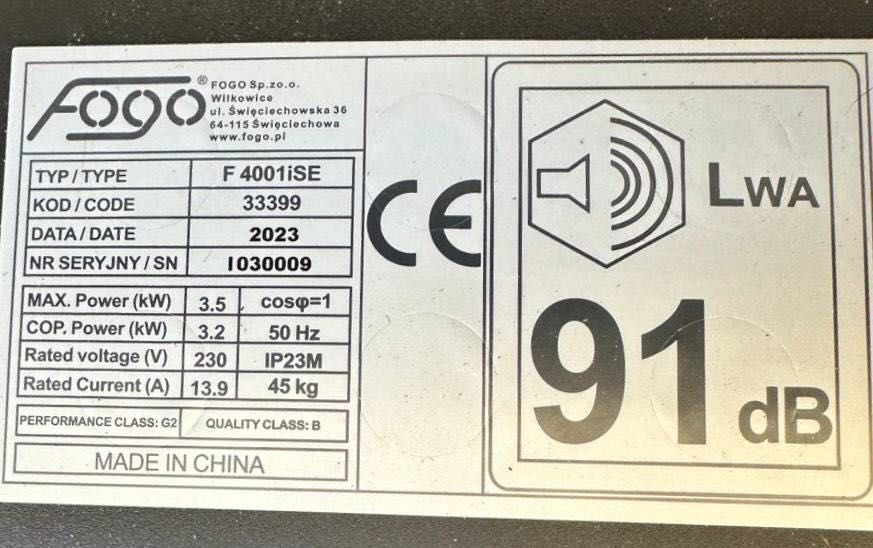 Fogo®
FOGO Sp.zo.o.
Wilkowice
ul. Święciechowska 36
64-115 Święciechowa
www.fogo.pl
TYP / TYPE F 4001iSE
KOD / CODE 33399
DATA / DATE 2023
NR SERYJNY / SN I030009
MAX. Power (kW) 3.5 cosφ=1
COP. Power (kW) 3.2 50 Hz
Rated voltage (V) 230 IP23M
Rated Current (A) 13.9 45 kg
PERFORMANCE CLASS: G2 QUALITY CLASS: B
MADE IN CHINA
CE
LWA
91 dB